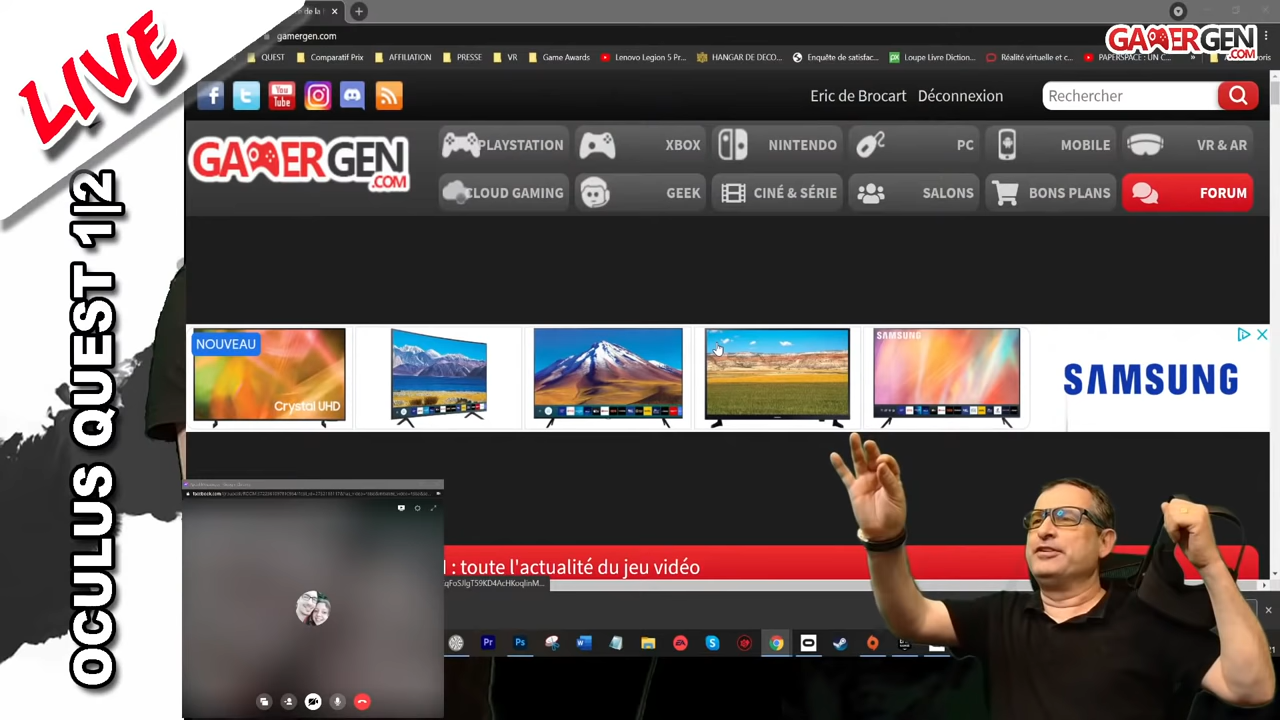 LIVE
OCULUS QUEST 1|2
gamergen.com
QUEST
Comparatif Prix
AFFILIATION
PRESSE
VR
Game Awards
Lenovo Legion 5 Pr...
HANGAR DE DECO...
Enquête de satisfac...
Loupe Livre Diction...
Réalité virtuelle et c...
PAPERSPACE : UN C...
GAMERGEN
.COM
You
Tube
Eric de Brocart
Déconnexion
Rechercher
GAMERGEN
.COM
PLAYSTATION
XBOX
NINTENDO
PC
MOBILE
VR & AR
CLOUD GAMING
GEEK
CINÉ & SÉRIE
SALONS
BONS PLANS
FORUM
NOUVEAU
Crystal UHD
SAMSUNG
SAMSUNG
: toute l'actualité du jeu vidéo